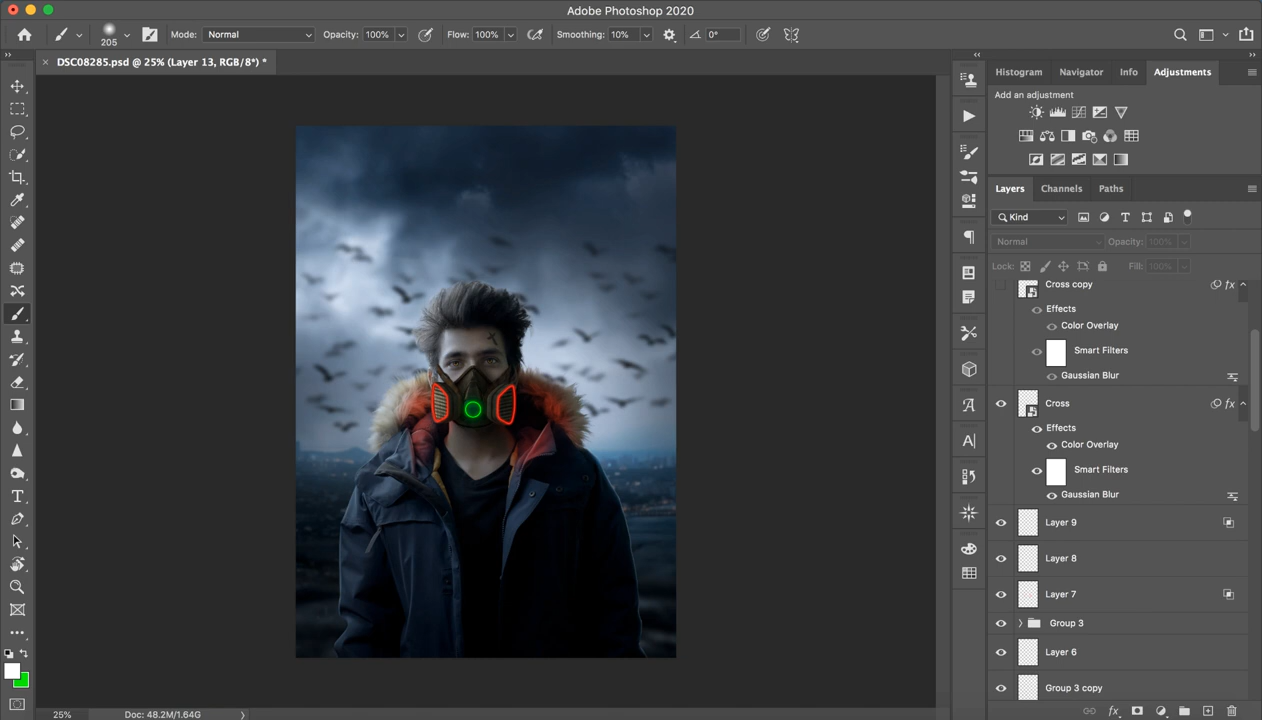 Adobe Photoshop 2020
205 Mode: Normal Opacity: 100% Flow: 100% Smoothing: 10% 0°
DSC08285.psd @ 25% (Layer 13, RGB/8*) *
Histogram Navigator Info Adjustments
Add an adjustment
Layers Channels Paths
Kind
Normal Opacity: 100%
Lock: Fill: 100%
Cross copy fx
Effects
Color Overlay
Smart Filters
Gaussian Blur
Cross fx
Effects
Color Overlay
Smart Filters
Gaussian Blur
Layer 9
Layer 8
Layer 7
Group 3
Layer 6
Group 3 copy
fx
25% Doc: 48.2M/1.64G